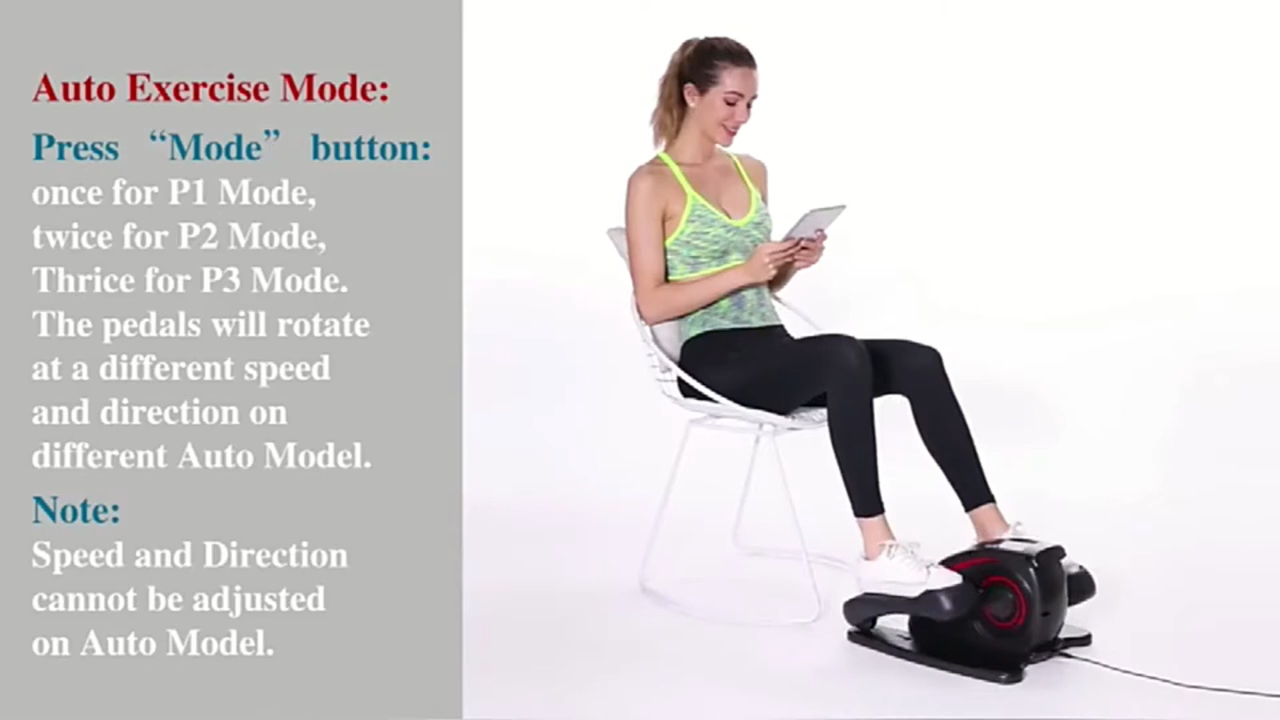 Auto Exercise Mode:
Press “Mode” button:
once for P1 Mode,
twice for P2 Mode,
Thrice for P3 Mode.
The pedals will rotate
at a different speed
and direction on
different Auto Model.
Note:
Speed and Direction
cannot be adjusted
on Auto Model.